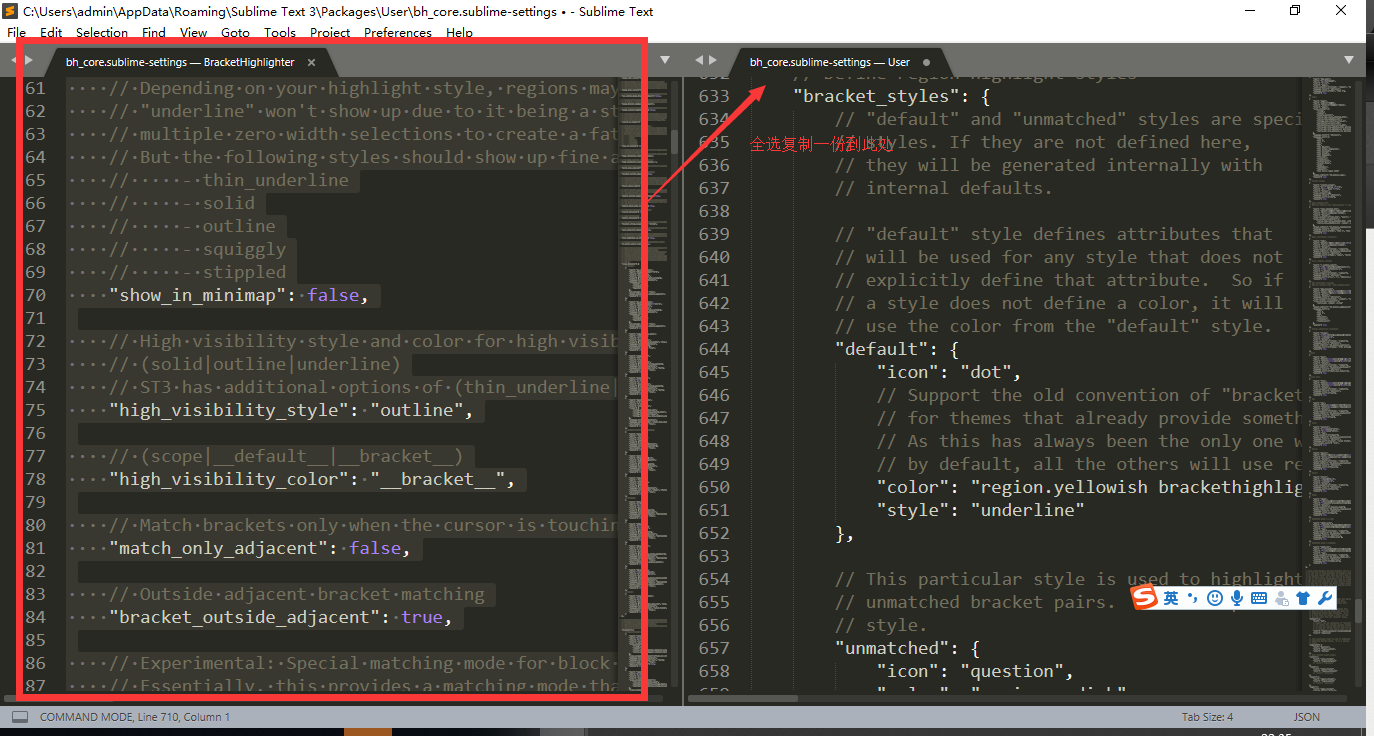 C:\Users\admin\AppData\Roaming\Sublime Text 3\Packages\User\bh_core.sublime-settings • - Sublime Text
File Edit Selection Find View Goto Tools Project Preferences Help
bh_core.sublime-settings — BracketHighlighter ×
61 // Depending on your highlight style, regions may
62 // "underline" won't show up due to it being a st
63 // multiple zero width selections to create a fat
64 // But the following styles should show up fine a
65 // thin_underline
66 // - solid
67 // - outline
68 // - squiggly
69 // - stippled
70 "show_in_minimap": false,
71
72 // High visibility style and color for high visib
73 // (solid|outline|underline)
74 // ST3 has additional options of (thin_underline|
75 "high_visibility_style": "outline",
76
77 // (scope|__default__|__bracket__)
78 "high_visibility_color": "__bracket__",
79
80 // Match brackets only when the cursor is touchin
81 "match_only_adjacent": false,
82
83 // Outside adjacent bracket matching
84 "bracket_outside_adjacent": true,
85
86 // Experimental: Special matching mode for block
87 // Essentially, this provides a matching mode tha
bh_core.sublime-settings — User
632 // Define region highlight styles
633 "bracket_styles": {
634 // "default" and "unmatched" styles are speci
全选复制一份到此处
635 // styles. If they are not defined here,
636 // they will be generated internally with
637 // internal defaults.
638
639 // "default" style defines attributes that
640 // will be used for any style that does not
641 // explicitly define that attribute. So if
642 // a style does not define a color, it will
643 // use the color from the "default" style.
644 "default": {
645 "icon": "dot",
646 // Support the old convention of "bracket
647 // for themes that already provide someth
648 // As this has always been the only one w
649 // by default, all the others will use re
650 "color": "region.yellowish brackethighlig
651 "style": "underline"
652 },
653
654 // This particular style is used to highlight
655 // unmatched bracket pairs.
656 // style.
657 "unmatched": {
658 "icon": "question",
659
英
COMMAND MODE, Line 710, Column 1
Tab Size: 4
JSON